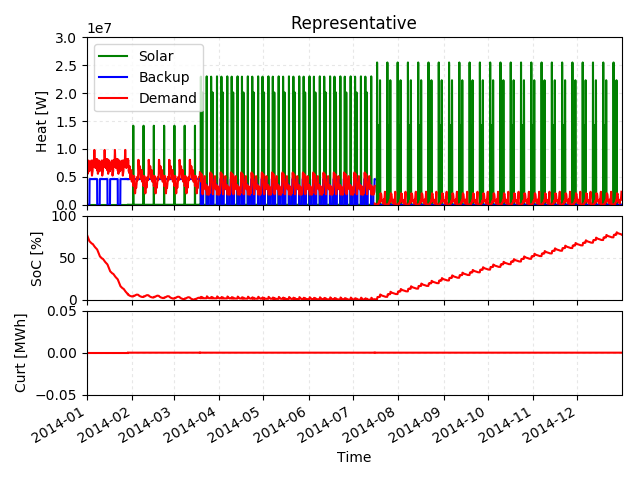 Representative
1e7
3.0
2.5
2.0
1.5
1.0
0.5
0.0
Heat [W]
Solar
Backup
Demand
100
50
0
SoC [%]
0.05
0.00
−0.05
Curt [MWh]
2014-01
2014-02
2014-03
2014-04
2014-05
2014-06
2014-07
2014-08
2014-09
2014-10
2014-11
2014-12
Time